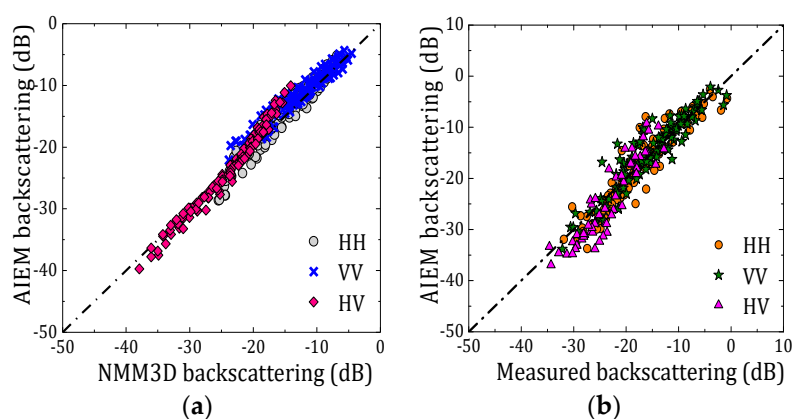 (a)
0
-10
-20
-30
-40
-50
AIEM backscattering (dB)
HH
VV
HV
-50 -40 -30 -20 -10 0
NMM3D backscattering (dB)
(a)
(b)
10
0
-10
-20
-30
-40
-50
AIEM backscattering (dB)
HH
VV
HV
-50 -40 -30 -20 -10 0 10
Measured backscattering (dB)
(b)